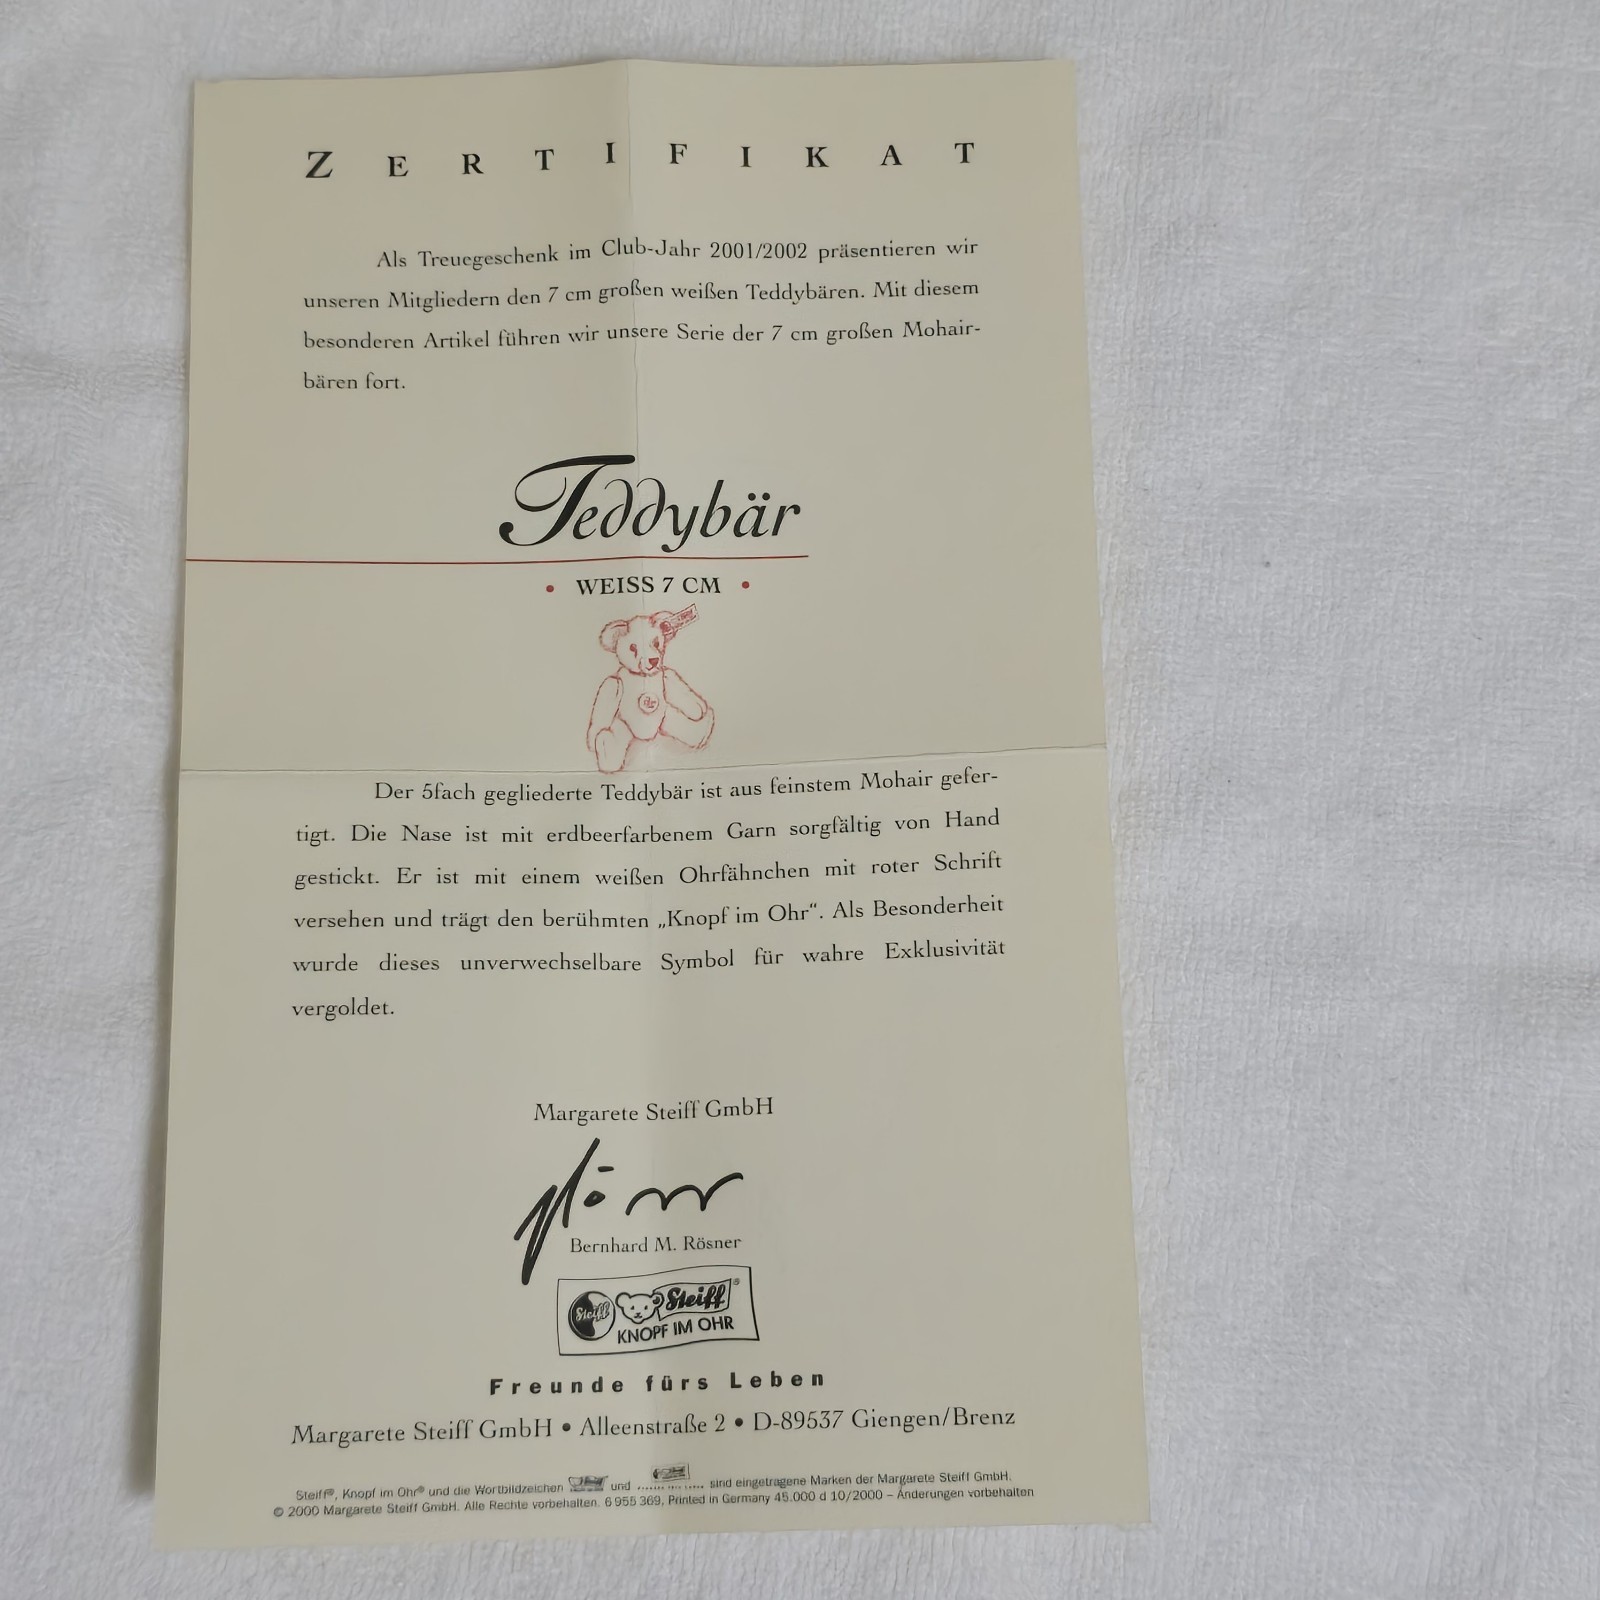 ZERTIFIKAT
Als Treuegeschenk im Club-Jahr 2001/2002 präsentieren wir
unseren Mitgliedern den 7 cm großen weißen Teddybären. Mit diesem
besonderen Artikel führen wir unsere Serie der 7 cm großen Mohair-
bären fort.
Teddybär
• WEISS 7 CM •
Der 5fach gegliederte Teddybär ist aus feinstem Mohair gefer-
tigt. Die Nase ist mit erdbeerfarbenem Garn sorgfältig von Hand
gestickt. Er ist mit einem weißen Ohrfähnchen mit roter Schrift
versehen und trägt den berühmten „Knopf im Ohr“. Als Besonderheit
wurde dieses unverwechselbare Symbol für wahre Exklusivität
vergoldet.
Margarete Steiff GmbH
Bernhard M. Rösner
Steiff Steiff®
KNOPF IM OHR
Freunde fürs Leben
Margarete Steiff GmbH • Alleenstraße 2 • D-89537 Giengen/Brenz
Steiff®, Knopf im Ohr® und die Wortbildzeichen und sind eingetragene Marken der Margarete Steiff GmbH.
© 2000 Margarete Steiff GmbH. Alle Rechte vorbehalten. 6 955 369, Printed in Germany 45.000 d 10/2000 – Änderungen vorbehalten